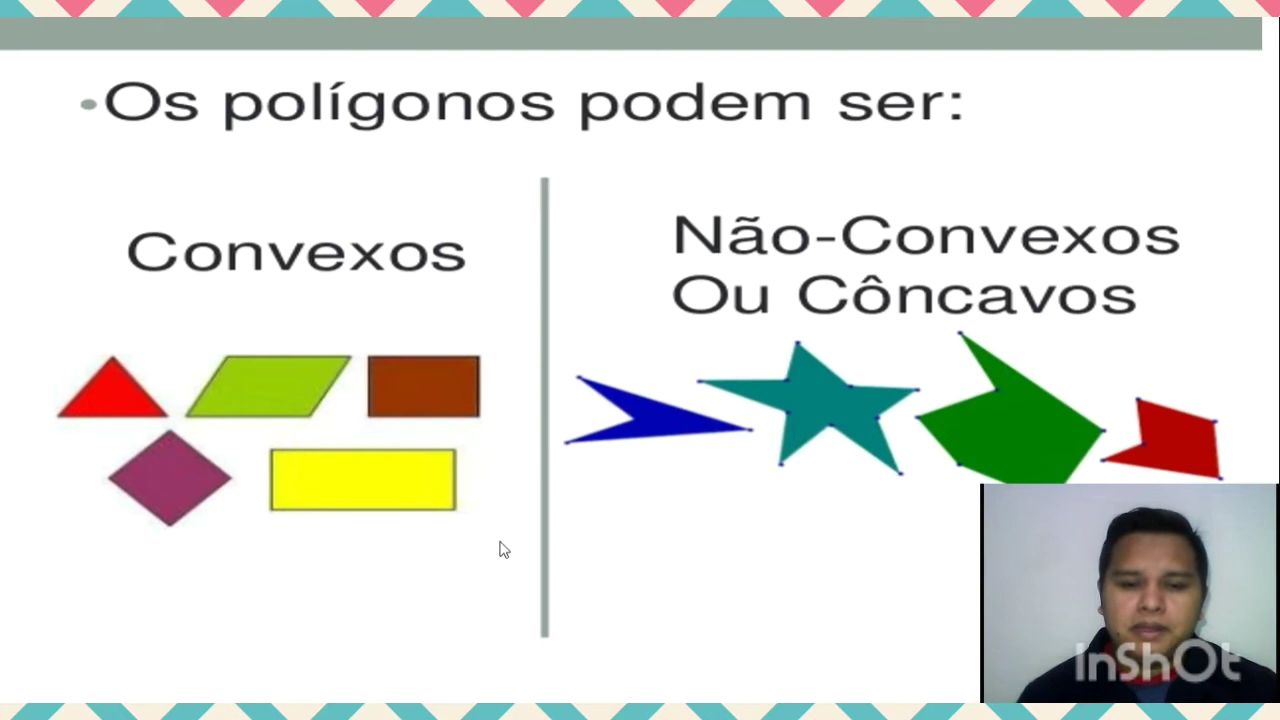 •Os polígonos podem ser:
Convexos
Não-Convexos
Ou Côncavos
InShOt